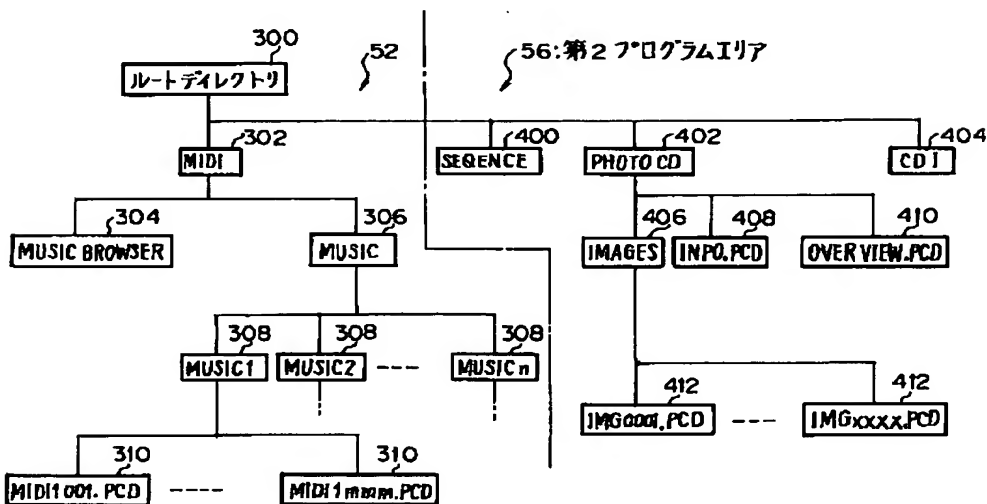 300
ルートディレクトリ
52
56:第2プログラムエリア
302
MIDI
400
SEQENCE
402
PHOTO CD
404
CD I
304
MUSIC BROWSER
306
MUSIC
406
IMAGES
408
INPO.PCD
410
OVER VIEW.PCD
308
MUSIC1
308
MUSIC2
----
308
MUSICn
412
IMG0001.PCD
---
412
IMGxxxx.PCD
310
MIDI1001.PCD
-----
310
MIDI1mmm.PCD